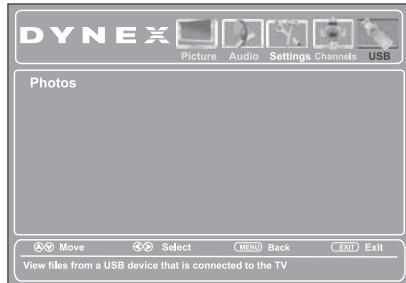 DYNEX
Picture Audio Settings Channels USB
Photos
Move Select MENU Back EXIT Exit
View files from a USB device that is connected to the TV